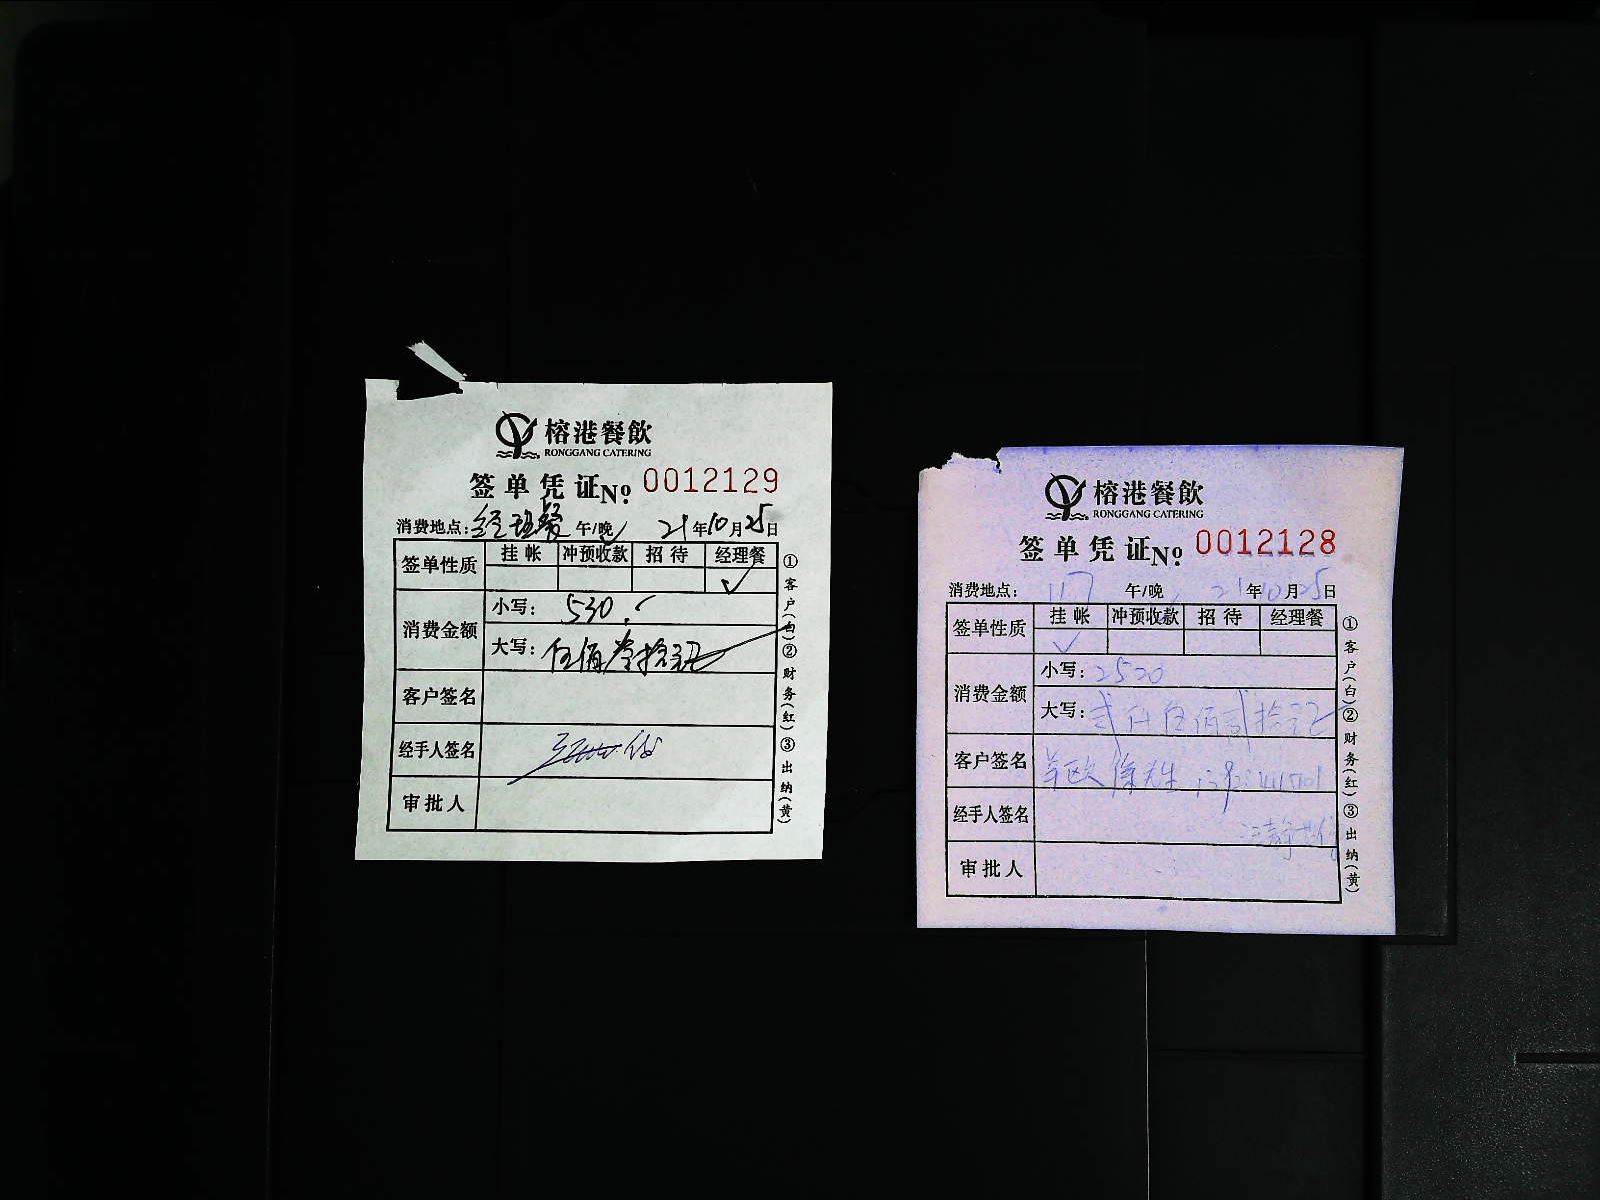 榕港餐飲
RONGGANG CATERING
签单凭证№ 0012129
消费地点：经理餐 午/晚 21年10月25日
签单性质 挂帐 冲预收款 招待 经理餐
✓
消费金额 小写：530.
大写：伍佰叁拾元正
客户签名
经手人签名
审批人
①客户(白)②财务(红)③出纳(黄)
榕港餐飲
RONGGANG CATERING
签单凭证№ 0012128
消费地点：117 午/晚 21年10月25日
签单性质 挂帐 冲预收款 招待 经理餐
✓
消费金额 小写：2520
大写：贰仟伍佰贰拾元正
客户签名 徐先生
经手人签名
审批人
①客户(白)②财务(红)③出纳(黄)